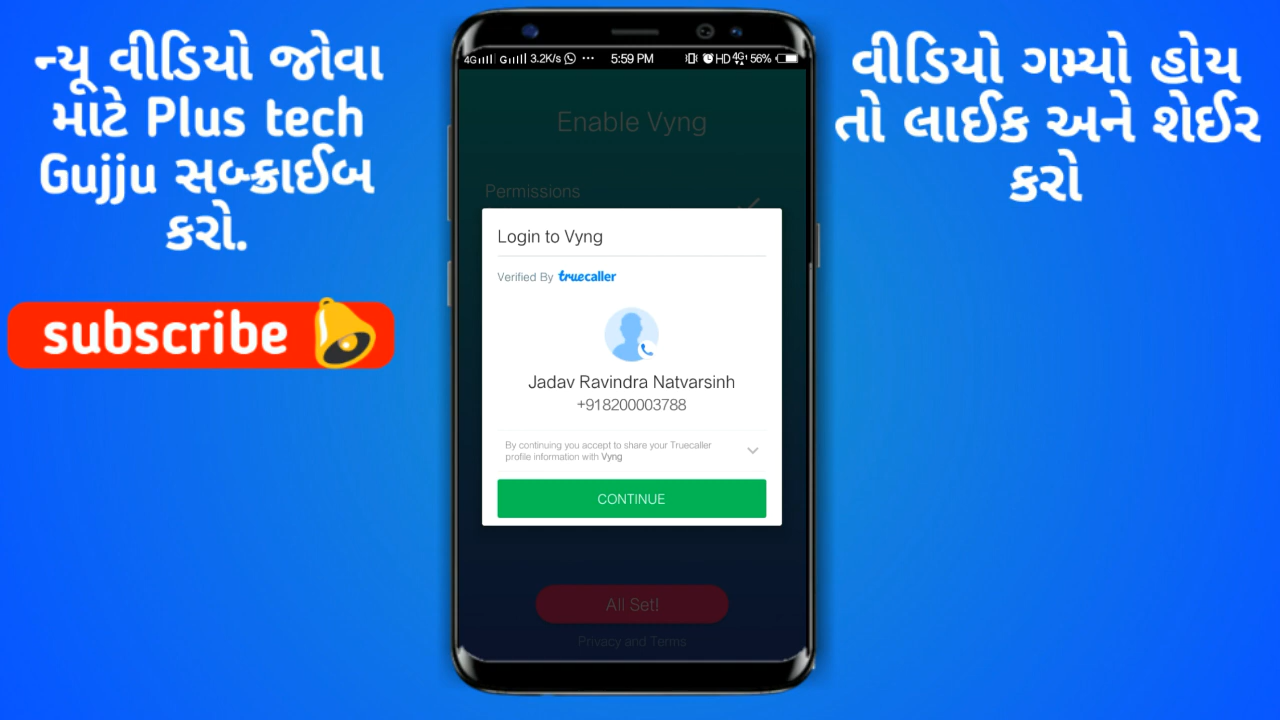 ન્યૂ વીડિયો જોવા
માટે Plus tech
Gujju સબ્સ્ક્રાઈબ
કરો.
subscribe
4G G 3.2K/s ··· 5:59 PM HD 4G 56%
Enable Vyng
Permissions
Login to Vyng
Verified By truecaller
Jadav Ravindra Natvarsinh
+918200003788
By continuing you accept to share your Truecaller
profile information with Vyng
CONTINUE
All Set!
Privacy and Terms
વીડિયો ગમ્યો હોય
તો લાઈક અને શેઈર
કરો